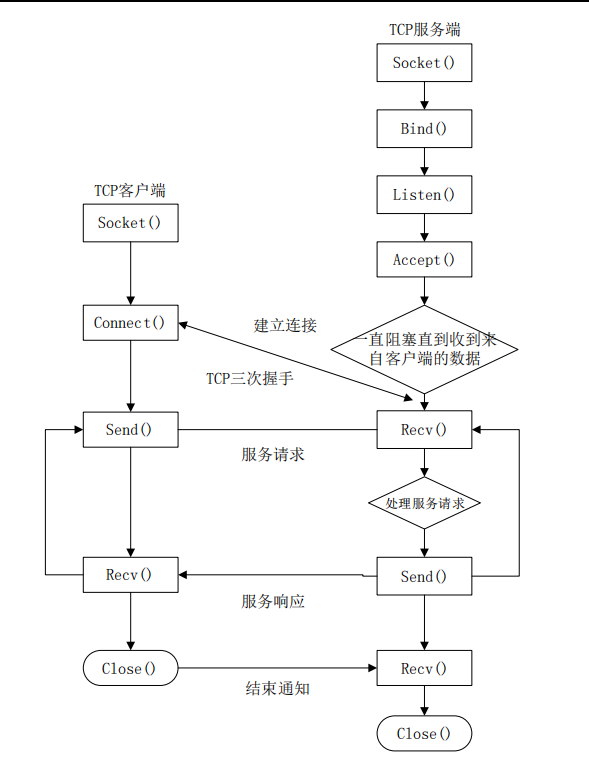 TCP服务端
Socket()
Bind()
Listen()
Accept()
一直阻塞直到收到来
自客户端的数据
Recv()
处理服务请求
Send()
Recv()
Close()
TCP客户端
Socket()
Connect()
Send()
Recv()
Close()
建立连接
TCP三次握手
服务请求
服务响应
结束通知